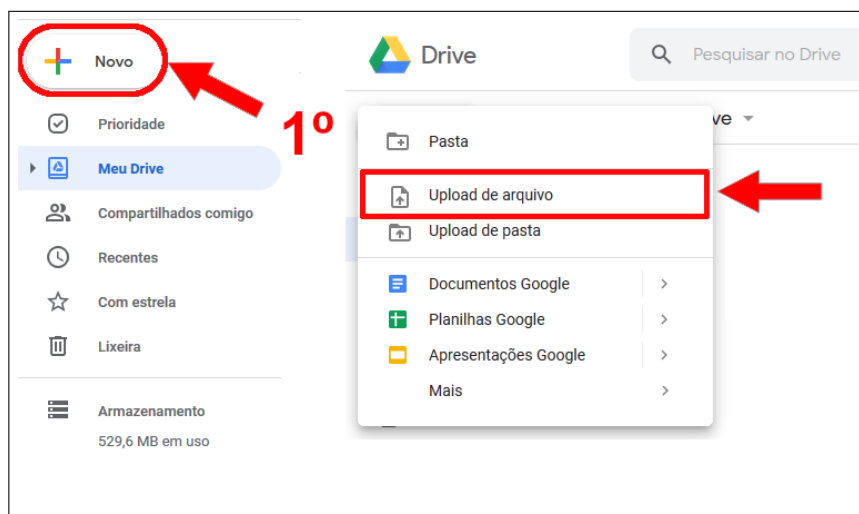 Novo
1º
Prioridade
Meu Drive
Compartilhados comigo
Recentes
Com estrela
Lixeira
Armazenamento
529,6 MB em uso
Drive
Pesquisar no Drive
ve
Pasta
Upload de arquivo
Upload de pasta
Documentos Google
Planilhas Google
Apresentações Google
Mais